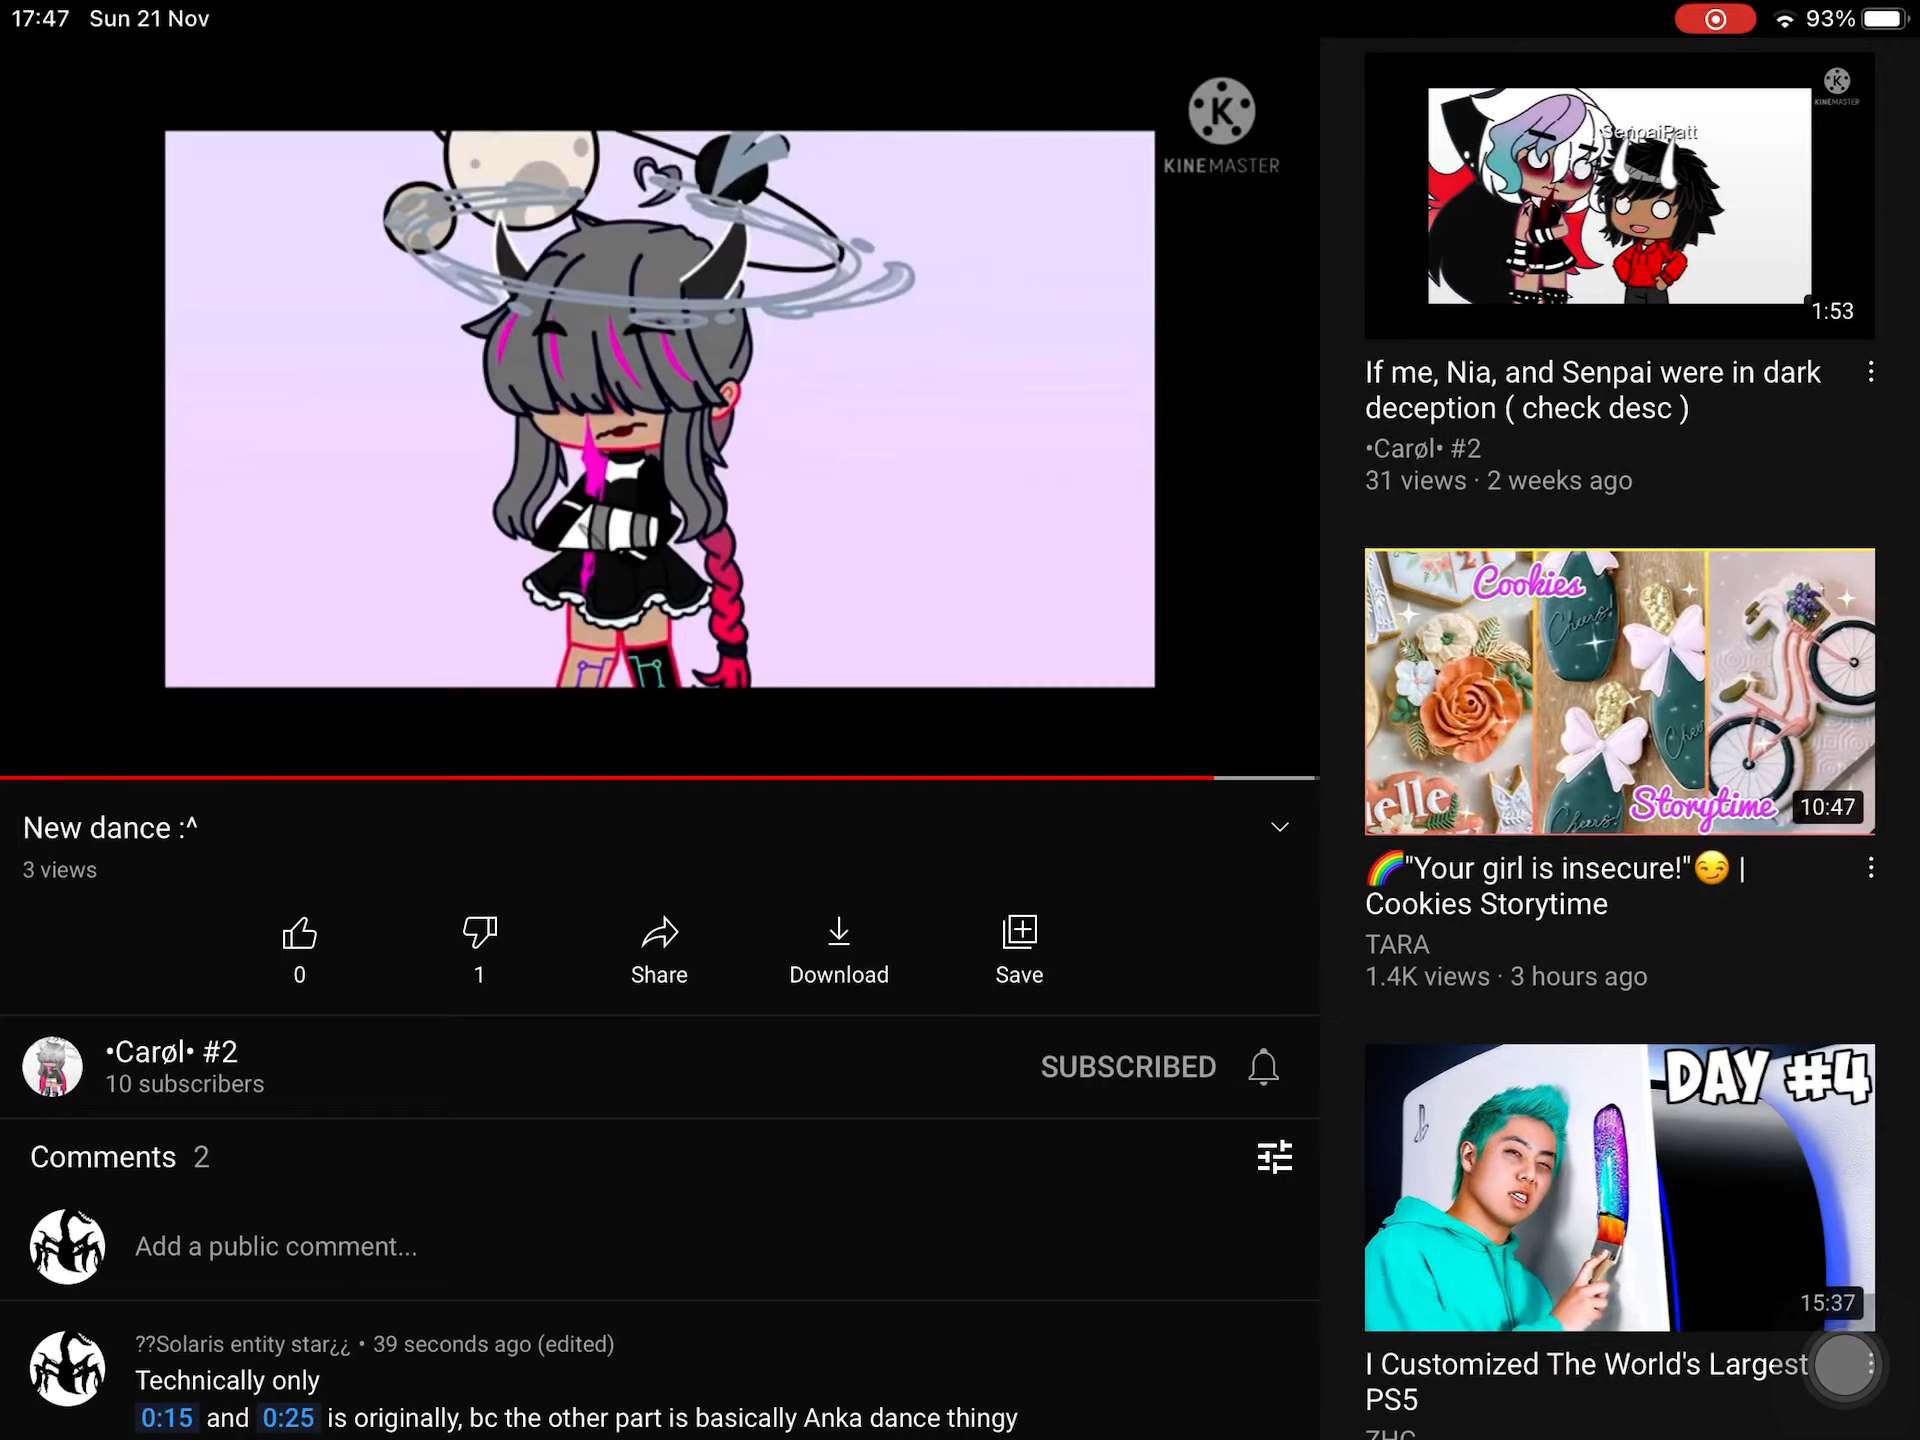 17:47 Sun 21 Nov
93%
K
KINEMASTER
New dance :^
3 views
0
1
Share
Download
Save
•Carøl• #2
10 subscribers
SUBSCRIBED
Comments 2
Add a public comment...
??Solaris entity star¿¿ • 39 seconds ago (edited)
Technically only
0:15 and 0:25 is originally, bc the other part is basically Anka dance thingy
K
KINEMASTER
SenpaiPatt
1:53
If me, Nia, and Senpai were in dark
deception ( check desc )
•Carøl• #2
31 views · 2 weeks ago
Cookies
Cheers!
Cheers!
Storytime
10:47
🌈"Your girl is insecure!"😏 |
Cookies Storytime
TARA
1.4K views · 3 hours ago
DAY #4
15:37
I Customized The World's Largest
PS5
ZHC